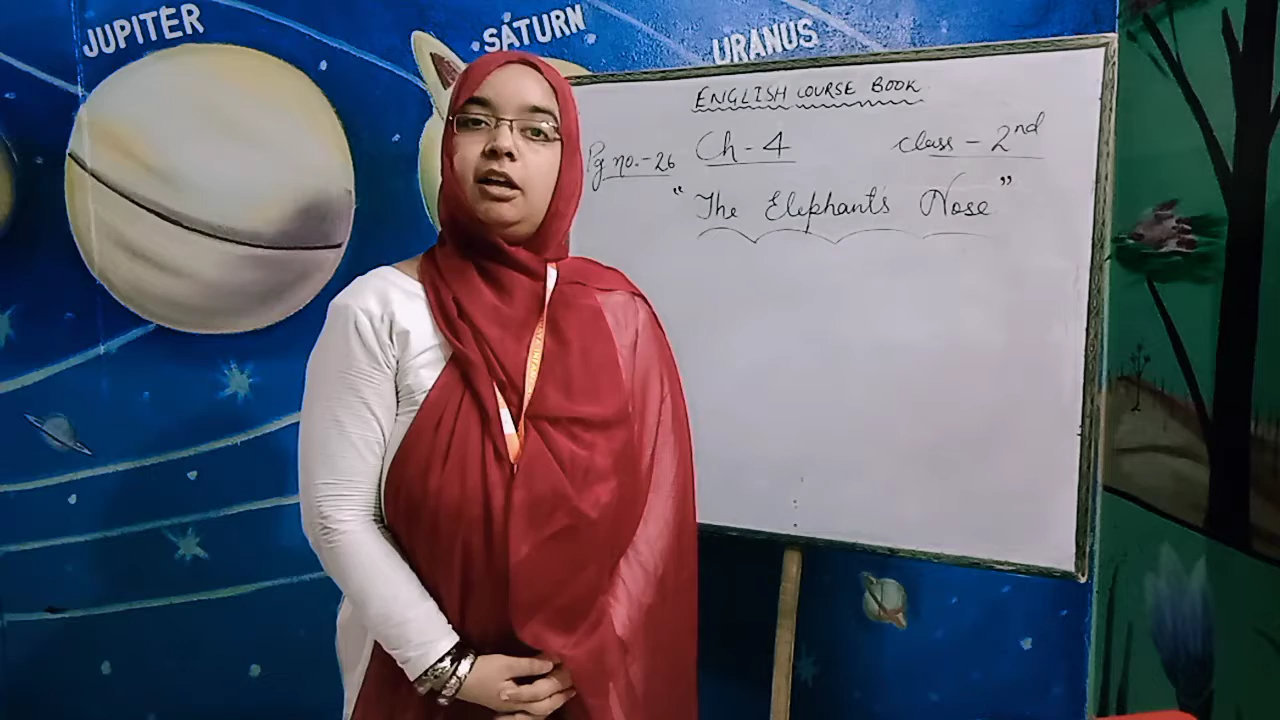 JUPITER
SATURN
URANUS
ENGLISH COURSE BOOK
Pg no.-26 Ch-4 class-2nd
"The Elephant's Nose"